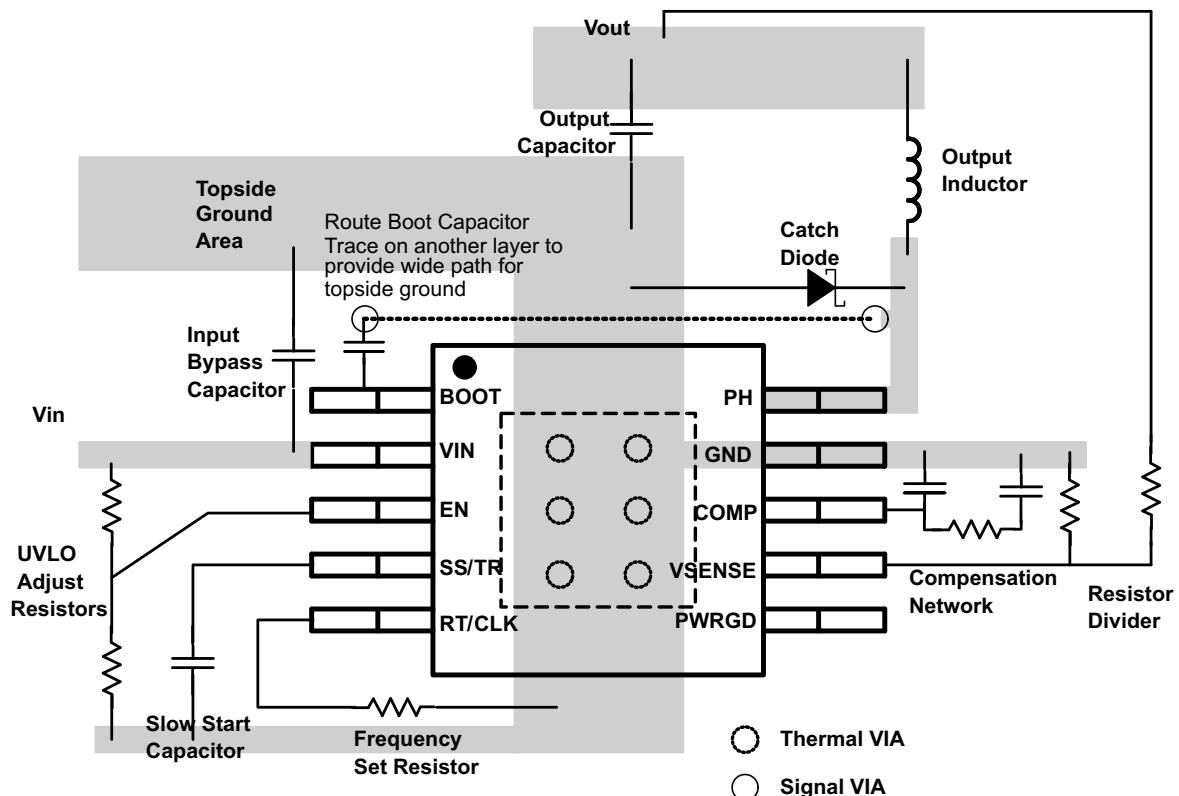 Vout
Output
Capacitor
Output
Inductor
Topside
Ground
Area
Route Boot Capacitor
Trace on another layer to
provide wide path for
topside ground
Catch
Diode
Input
Bypass
Capacitor
Vin
BOOT
VIN
EN
SS/TR
RT/CLK
PH
GND
COMP
VSENSE
PWRGD
UVLO
Adjust
Resistors
Compensation
Network
Resistor
Divider
Slow Start
Capacitor
Frequency
Set Resistor
Thermal VIA
Signal VIA